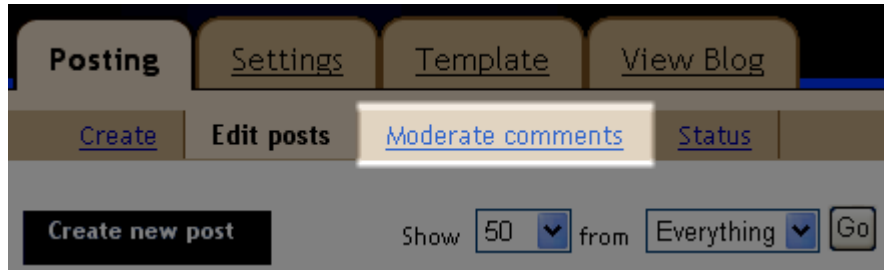 Posting Settings Template View Blog
Create Edit posts Moderate comments Status
Create new post Show 50 from Everything Go